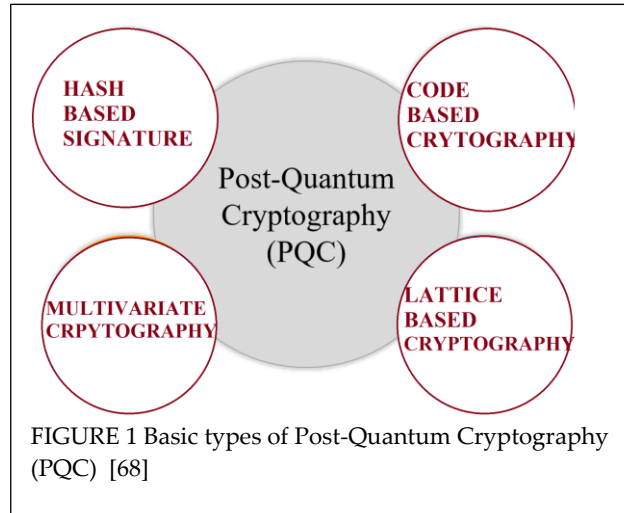 HASH
BASED
SIGNATURE
CODE
BASED
CRYTOGRAPHY
Post-Quantum
Cryptography
(PQC)
MULTIVARIATE
CRPYTOGRAPHY
LATTICE
BASED
CRYPTOGRAPHY
FIGURE 1 Basic types of Post-Quantum Cryptography
(PQC) [68]